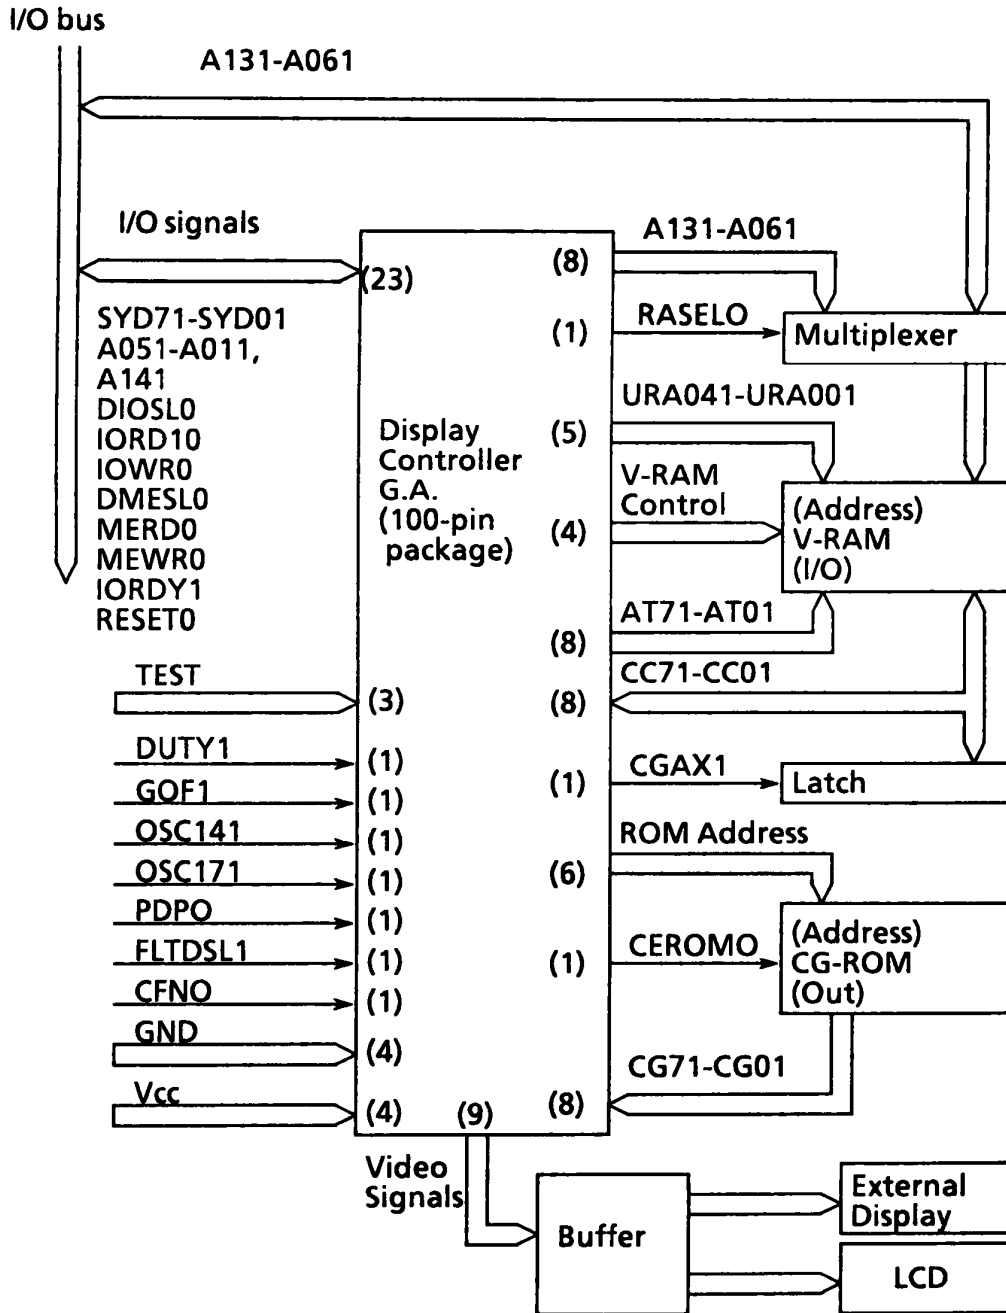 I/O bus
A131-A061
I/O signals
(23)
SYD71-SYD01
A051-A011,
A141
DIOSL0
IORD10
IOWR0
DMESL0
MERD0
MEWR0
IORDY1
RESET0
TEST
(3)
DUTY1
(1)
GOF1
(1)
OSC141
(1)
OSC171
(1)
PDPO
(1)
FLTDSL1
(1)
CFNO
(1)
GND
(4)
Vcc
(4)
Display
Controller
G.A.
(100-pin
package)
A131-A061
(8)
RASELO
(1)
Multiplexer
URA041-URA001
(5)
V-RAM
Control
(4)
(Address)
V-RAM
(I/O)
AT71-AT01
(8)
CC71-CC01
(8)
CGAX1
(1)
Latch
ROM Address
(6)
CEROMO
(1)
(Address)
CG-ROM
(Out)
CG71-CG01
(8)
(9)
Video
Signals
Buffer
External
Display
LCD